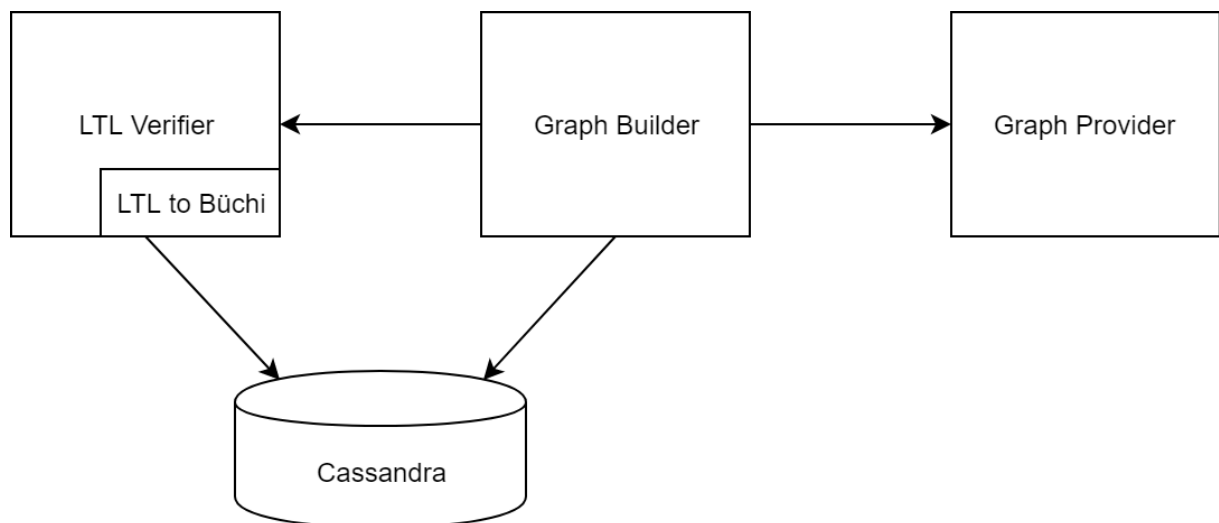 LTL Verifier
Graph Builder
Graph Provider
LTL to Büchi
Cassandra